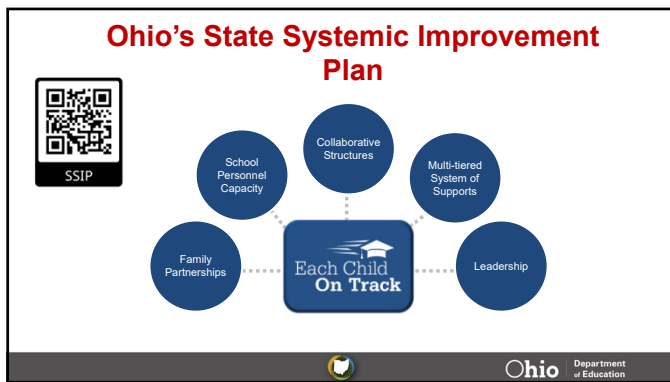 Ohio's State Systemic Improvement
Plan
SSIP
Collaborative
Structures
School
Personnel
Capacity
Multi-tiered
System of
Supports
Family
Partnerships
Each Child
On Track
Leadership
Ohio
Department
of Education